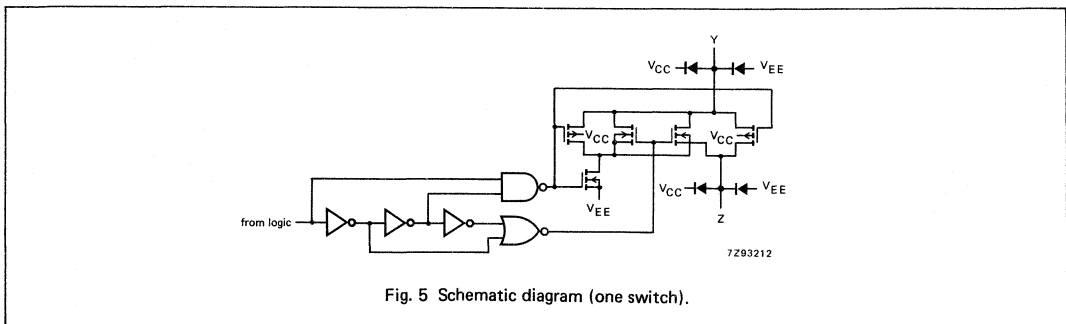 Y
VCC VEE
VCC VCC
VCC VEE
VEE
from logic
Z
7Z93212
Fig. 5 Schematic diagram (one switch).